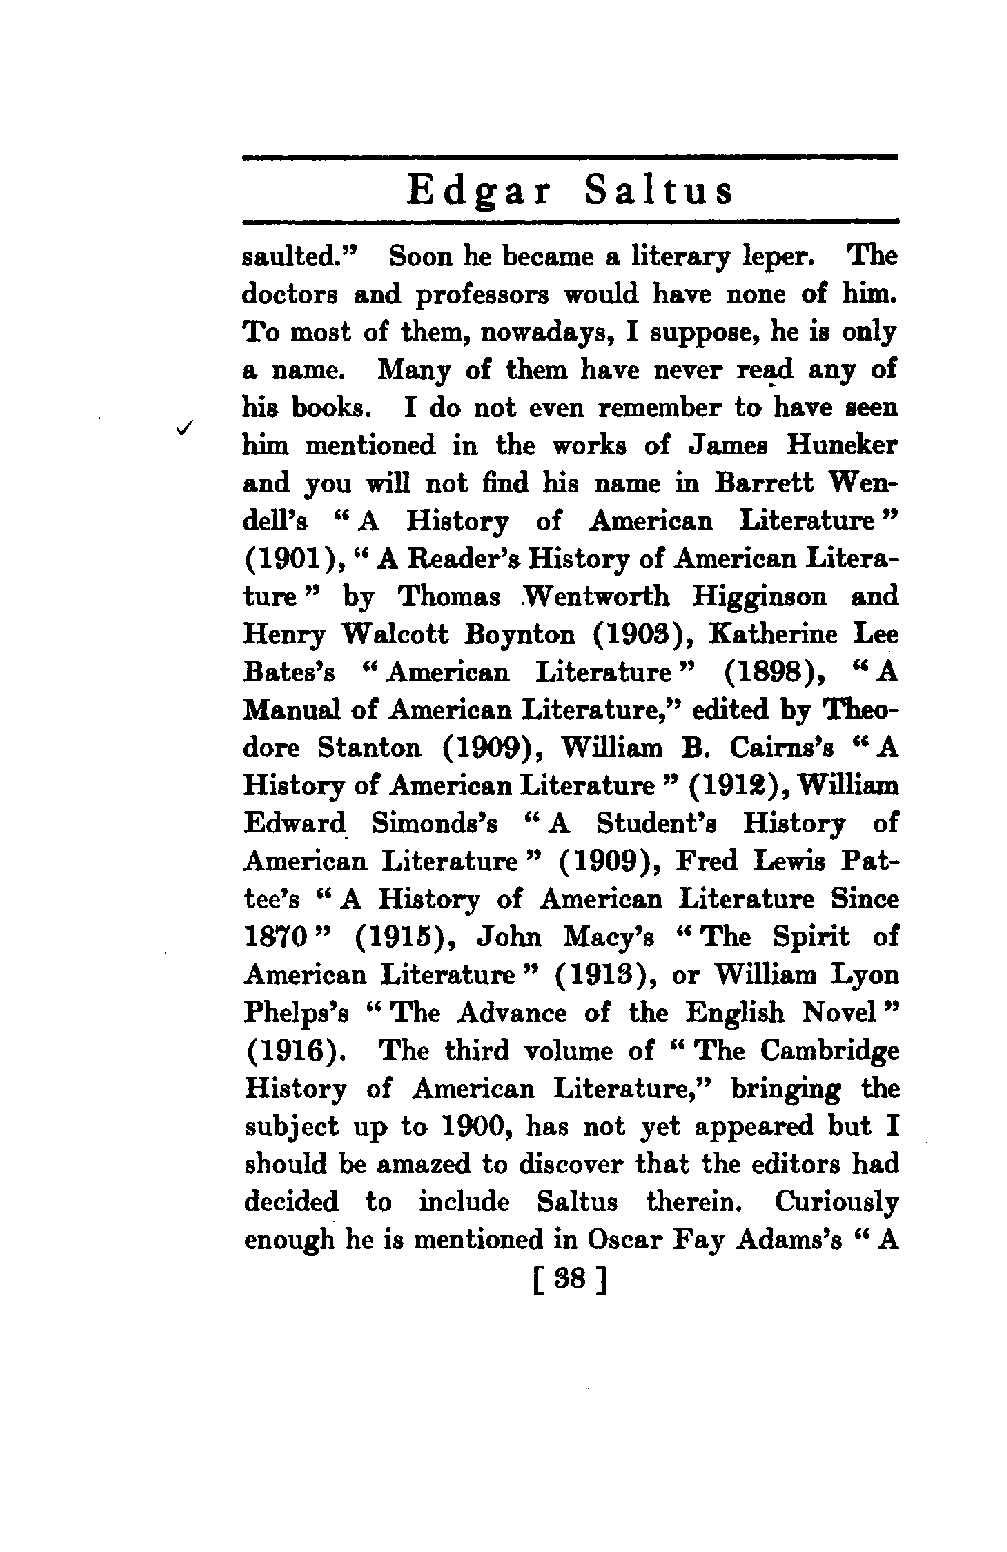 Edgar Saltus
saulted." Soon he became a literary leper. The
doctors and professors would have none of him.
To most of them, nowadays, I suppose, he is only
a name. Many of them have never read any of
his books. I do not even remember to have seen
him mentioned in the works of James Huneker
and you will not find his name in Barrett Wen-
dell's "A History of American Literature"
(1901), "A Reader's History of American Litera-
ture" by Thomas Wentworth Higginson and
Henry Walcott Boynton (1903), Katherine Lee
Bates's "American Literature" (1898), "A
Manual of American Literature," edited by Theo-
dore Stanton (1909), William B. Cairns's "A
History of American Literature" (1912), William
Edward Simonds's "A Student's History of
American Literature" (1909), Fred Lewis Pat-
tee's "A History of American Literature Since
1870" (1915), John Macy's "The Spirit of
American Literature" (1913), or William Lyon
Phelps's "The Advance of the English Novel"
(1916). The third volume of "The Cambridge
History of American Literature," bringing the
subject up to 1900, has not yet appeared but I
should be amazed to discover that the editors had
decided to include Saltus therein. Curiously
enough he is mentioned in Oscar Fay Adams's "A
[38]